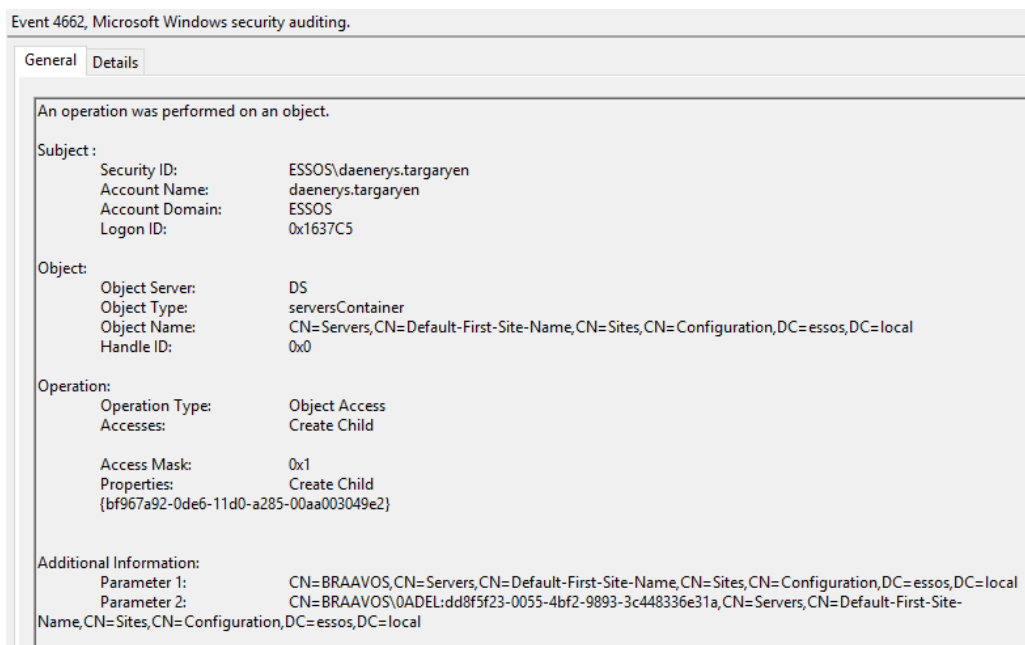 Event 4662, Microsoft Windows security auditing.
General Details
An operation was performed on an object.
Subject :
Security ID: ESSOS\daenerys.targaryen
Account Name: daenerys.targaryen
Account Domain: ESSOS
Logon ID: 0x1637C5
Object:
Object Server: DS
Object Type: serversContainer
Object Name: CN=Servers,CN=Default-First-Site-Name,CN=Sites,CN=Configuration,DC=essos,DC=local
Handle ID: 0x0
Operation:
Operation Type: Object Access
Accesses: Create Child
Access Mask: 0x1
Properties: Create Child
{bf967a92-0de6-11d0-a285-00aa003049e2}
Additional Information:
Parameter 1: CN=BRAAVOS,CN=Servers,CN=Default-First-Site-Name,CN=Sites,CN=Configuration,DC=essos,DC=local
Parameter 2: CN=BRAAVOS\0ADEL:dd8f5f23-0055-4bf2-9893-3c448336e31a,CN=Servers,CN=Default-First-Site-
Name,CN=Sites,CN=Configuration,DC=essos,DC=local